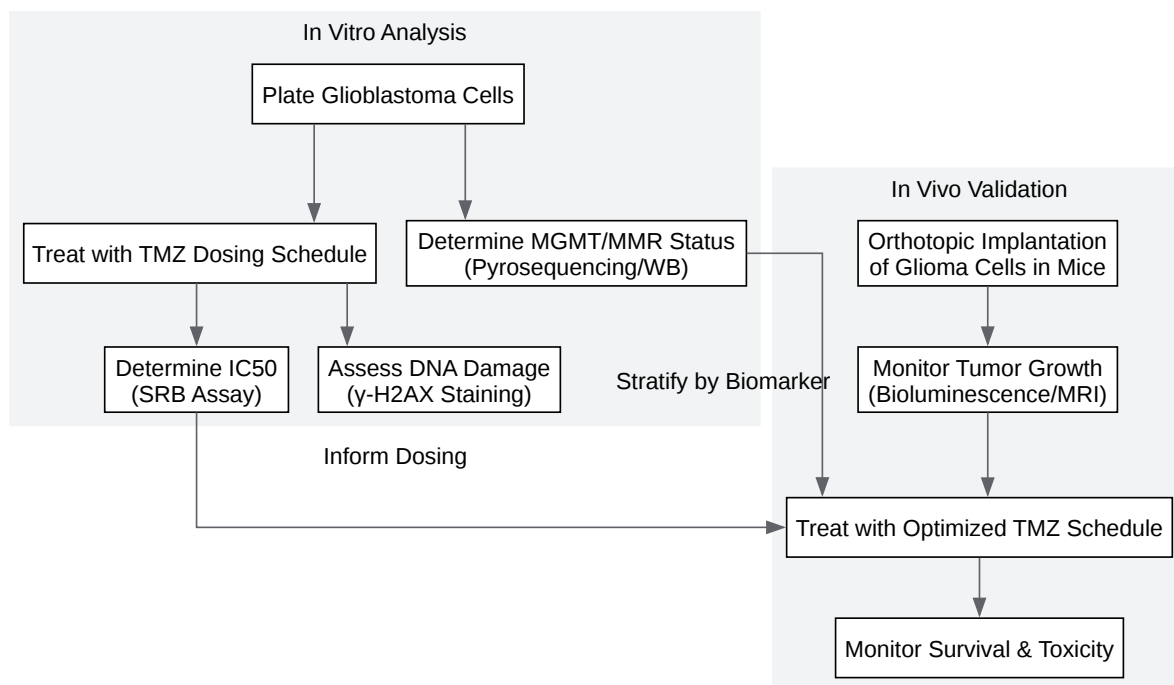 In Vitro Analysis
Plate Glioblastoma Cells
Treat with TMZ Dosing Schedule
Determine MGMT/MMR Status
(Pyrosequencing/WB)
Determine IC50
(SRB Assay)
Assess DNA Damage
(γ-H2AX Staining)
Stratify by Biomarker
Inform Dosing
In Vivo Validation
Orthotopic Implantation
of Glioma Cells in Mice
Monitor Tumor Growth
(Bioluminescence/MRI)
Treat with Optimized TMZ Schedule
Monitor Survival & Toxicity